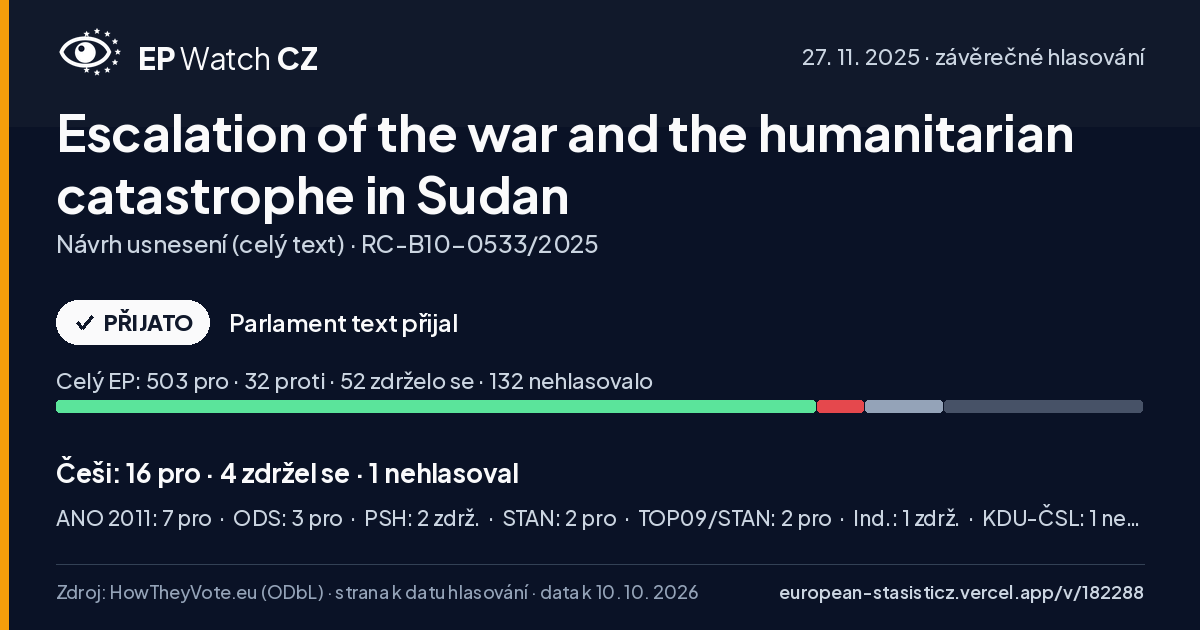 EP Watch CZ
27. 11. 2025 · závěrečné hlasování
Escalation of the war and the humanitarian
catastrophe in Sudan
Návrh usnesení (celý text) · RC-B10-0533/2025
✓ PŘIJATO
Parlament text přijal
Celý EP: 503 pro · 32 proti · 52 zdrželo se · 132 nehlasovalo
Češi: 16 pro · 4 zdržel se · 1 nehlasoval
ANO 2011: 7 pro · ODS: 3 pro · PSH: 2 zdrž. · STAN: 2 pro · TOP09/STAN: 2 pro · Ind.: 1 zdrž. · KDU-ČSL: 1 ne…
Zdroj: HowTheyVote.eu (ODbL) · strana k datu hlasování · data k 10. 10. 2026
european-stasisticz.vercel.app/v/182288